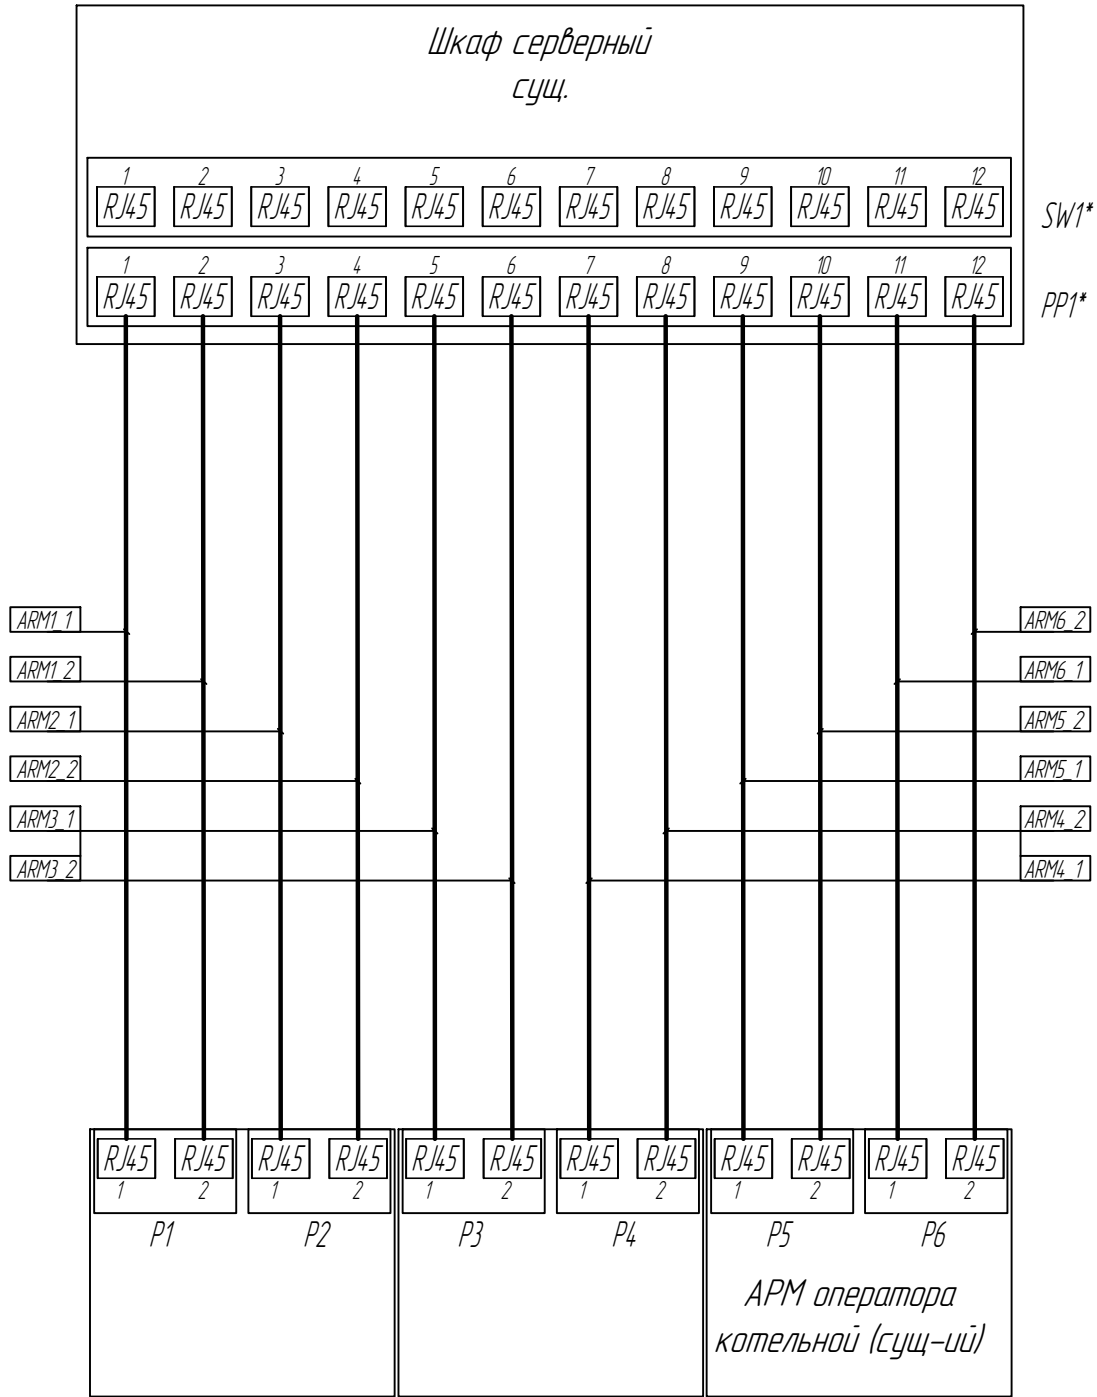 Шкаф серверный
сущ.
1 2 3 4 5 6 7 8 9 10 11 12
RJ45 RJ45 RJ45 RJ45 RJ45 RJ45 RJ45 RJ45 RJ45 RJ45 RJ45 RJ45
SW1*
1 2 3 4 5 6 7 8 9 10 11 12
RJ45 RJ45 RJ45 RJ45 RJ45 RJ45 RJ45 RJ45 RJ45 RJ45 RJ45 RJ45
PP1*
ARM1_1 ARM6_2
ARM1_2 ARM6_1
ARM2_1 ARM5_2
ARM2_2 ARM5_1
ARM3_1 ARM4_2
ARM3_2 ARM4_1
RJ45 RJ45 RJ45 RJ45 RJ45 RJ45 RJ45 RJ45 RJ45 RJ45 RJ45 RJ45
1 2 1 2 1 2 1 2 1 2 1 2
P1 P2 P3 P4 P5 P6
АРМ оператора
котельной (сущ-ий)